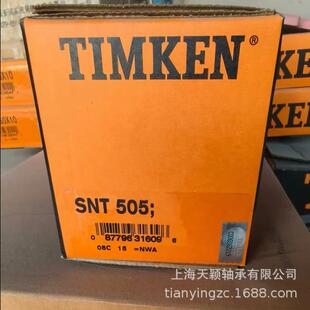 TIMKEN®
SNT 505;
0 87796 31609 6
08C 16 =NWA
上海天颖轴承有限公司
tianyingzc.1688.com